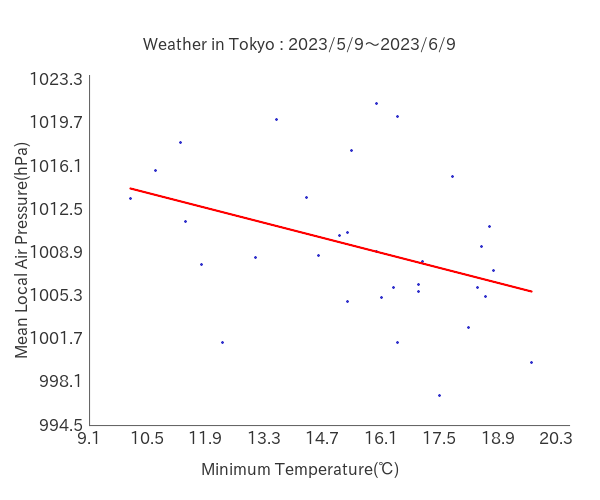 Weather in Tokyo : 2023/5/9～2023/6/9
Mean Local Air Pressure(hPa)
1023.3
1019.7
1016.1
1012.5
1008.9
1005.3
1001.7
998.1
994.5
9.1 10.5 11.9 13.3 14.7 16.1 17.5 18.9 20.3
Minimum Temperature(℃)